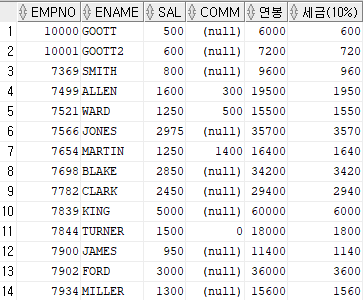 EMPNO ENAME SAL COMM 연봉 세금(10%)
1 10000 GOOTT 500 (null) 6000 600
2 10001 GOOTT2 600 (null) 7200 720
3 7369 SMITH 800 (null) 9600 960
4 7499 ALLEN 1600 300 19500 1950
5 7521 WARD 1250 500 15500 1550
6 7566 JONES 2975 (null) 35700 3570
7 7654 MARTIN 1250 1400 16400 1640
8 7698 BLAKE 2850 (null) 34200 3420
9 7782 CLARK 2450 (null) 29400 2940
10 7839 KING 5000 (null) 60000 6000
11 7844 TURNER 1500 0 18000 1800
12 7900 JAMES 950 (null) 11400 1140
13 7902 FORD 3000 (null) 36000 3600
14 7934 MILLER 1300 (null) 15600 1560